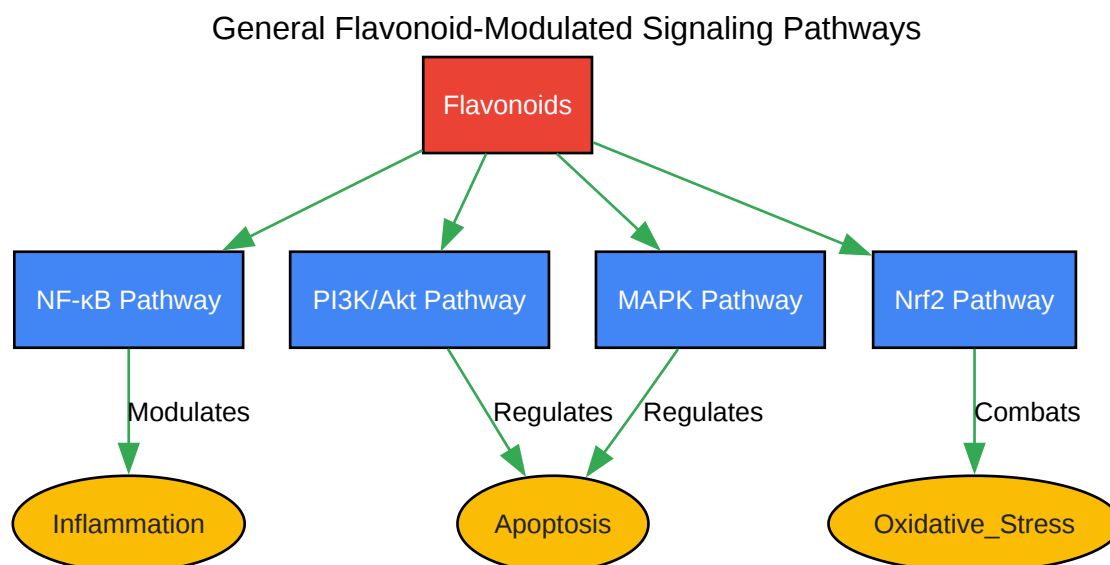 General Flavonoid-Modulated Signaling Pathways
Flavonoids
NF-κB Pathway
PI3K/Akt Pathway
MAPK Pathway
Nrf2 Pathway
Modulates
Regulates
Regulates
Combats
Inflammation
Apoptosis
Oxidative_Stress